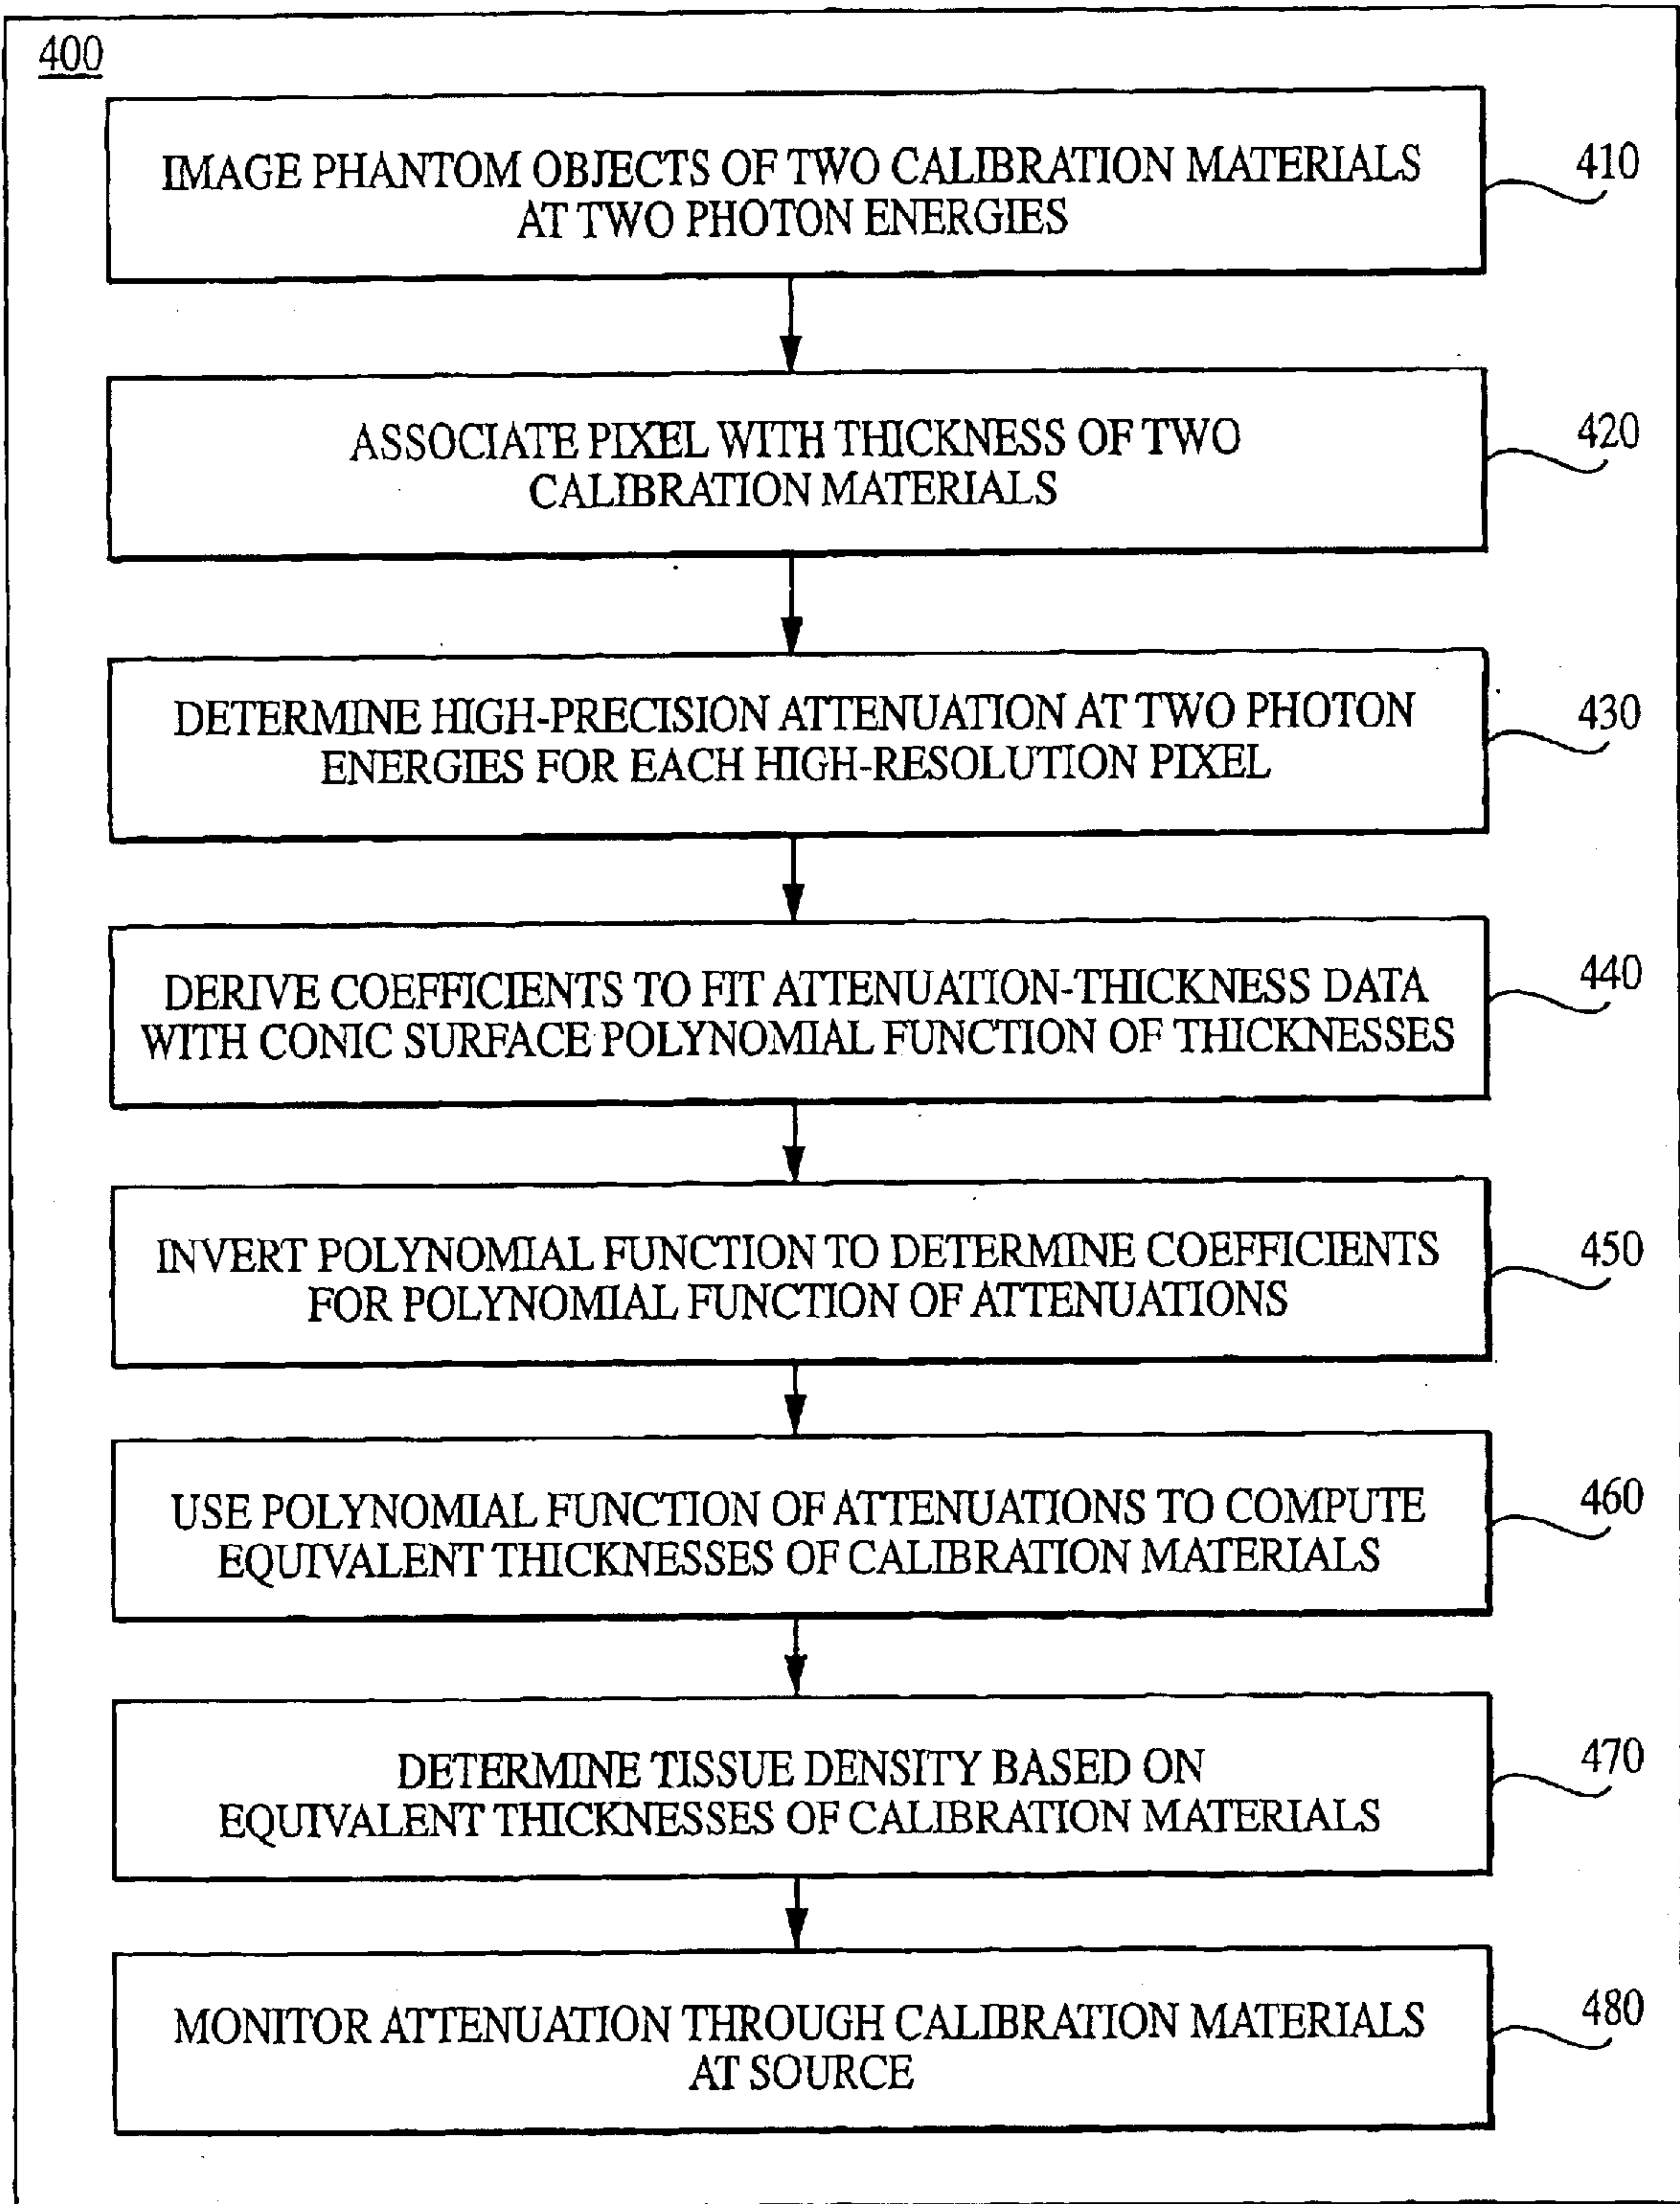 400
IMAGE PHANTOM OBJECTS OF TWO CALIBRATION MATERIALS
AT TWO PHOTON ENERGIES
410
ASSOCIATE PIXEL WITH THICKNESS OF TWO
CALIBRATION MATERIALS
420
DETERMINE HIGH-PRECISION ATTENUATION AT TWO PHOTON
ENERGIES FOR EACH HIGH-RESOLUTION PIXEL
430
DERIVE COEFFICIENTS TO FIT ATTENUATION-THICKNESS DATA
WITH CONIC SURFACE POLYNOMIAL FUNCTION OF THICKNESSES
440
INVERT POLYNOMIAL FUNCTION TO DETERMINE COEFFICIENTS
FOR POLYNOMIAL FUNCTION OF ATTENUATIONS
450
USE POLYNOMIAL FUNCTION OF ATTENUATIONS TO COMPUTE
EQUIVALENT THICKNESSES OF CALIBRATION MATERIALS
460
DETERMINE TISSUE DENSITY BASED ON
EQUIVALENT THICKNESSES OF CALIBRATION MATERIALS
470
MONITOR ATTENUATION THROUGH CALIBRATION MATERIALS
AT SOURCE
480